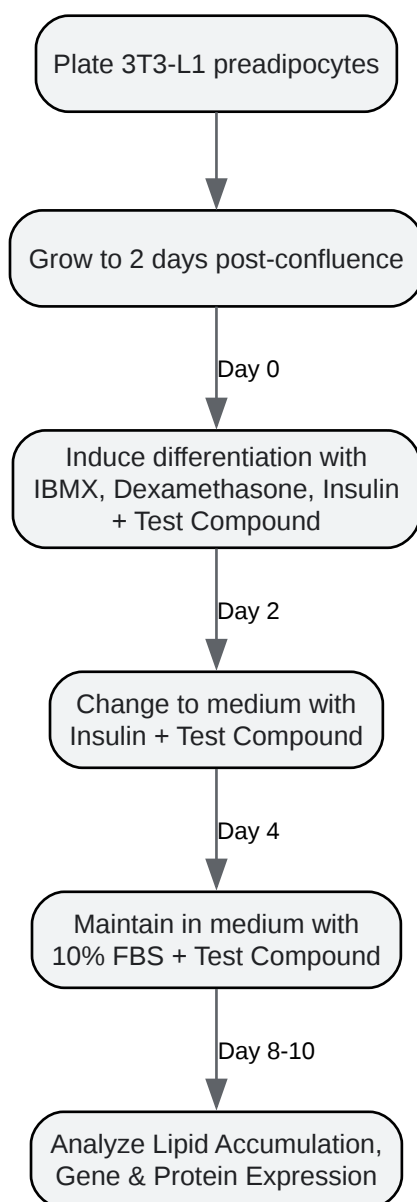 Plate 3T3-L1 preadipocytes
Grow to 2 days post-confluence
Day 0
Induce differentiation with
IBMX, Dexamethasone, Insulin
+ Test Compound
Day 2
Change to medium with
Insulin + Test Compound
Day 4
Maintain in medium with
10% FBS + Test Compound
Day 8-10
Analyze Lipid Accumulation,
Gene & Protein Expression